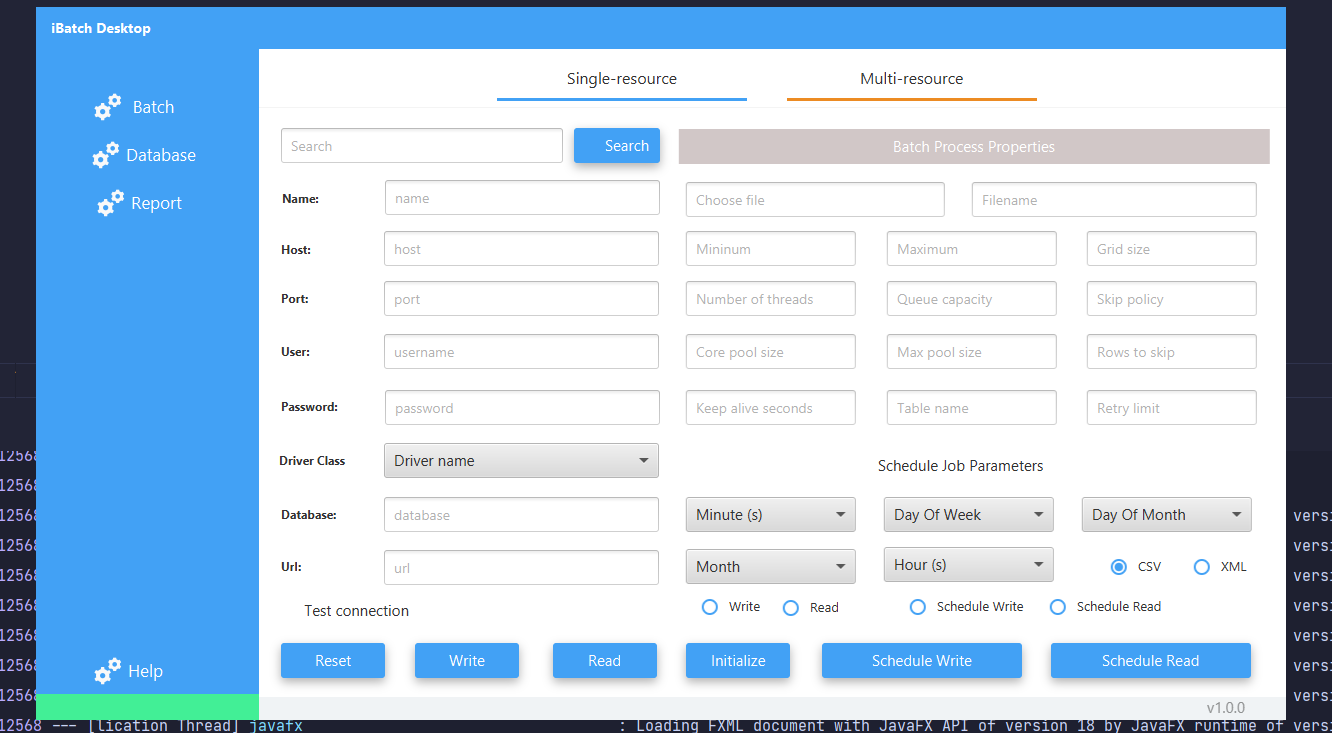 iBatch Desktop
Single-resource Multi-resource
Batch
Database
Report
Search Search Batch Process Properties
Name: name Choose file Filename
Host: host Mininum Maximum Grid size
Port: port Number of threads Queue capacity Skip policy
User: username Core pool size Max pool size Rows to skip
Password: password Keep alive seconds Table name Retry limit
Driver Class Driver name Schedule Job Parameters
Database: database Minute (s) Day Of Week Day Of Month
Url: url Month Hour (s) CSV XML
Test connection Write Read Schedule Write Schedule Read
Reset Write Read Initialize Schedule Write Schedule Read
Help
v1.0.0
12568
12568
12568 versi
12568 versi
12568 versi
12568 versi
12568 versi
12568 versi
12568 versi
12568 --- [lication Thread] javafx : Loading FXML document with JavaFX API of version 18 by JavaFX runtime of versi